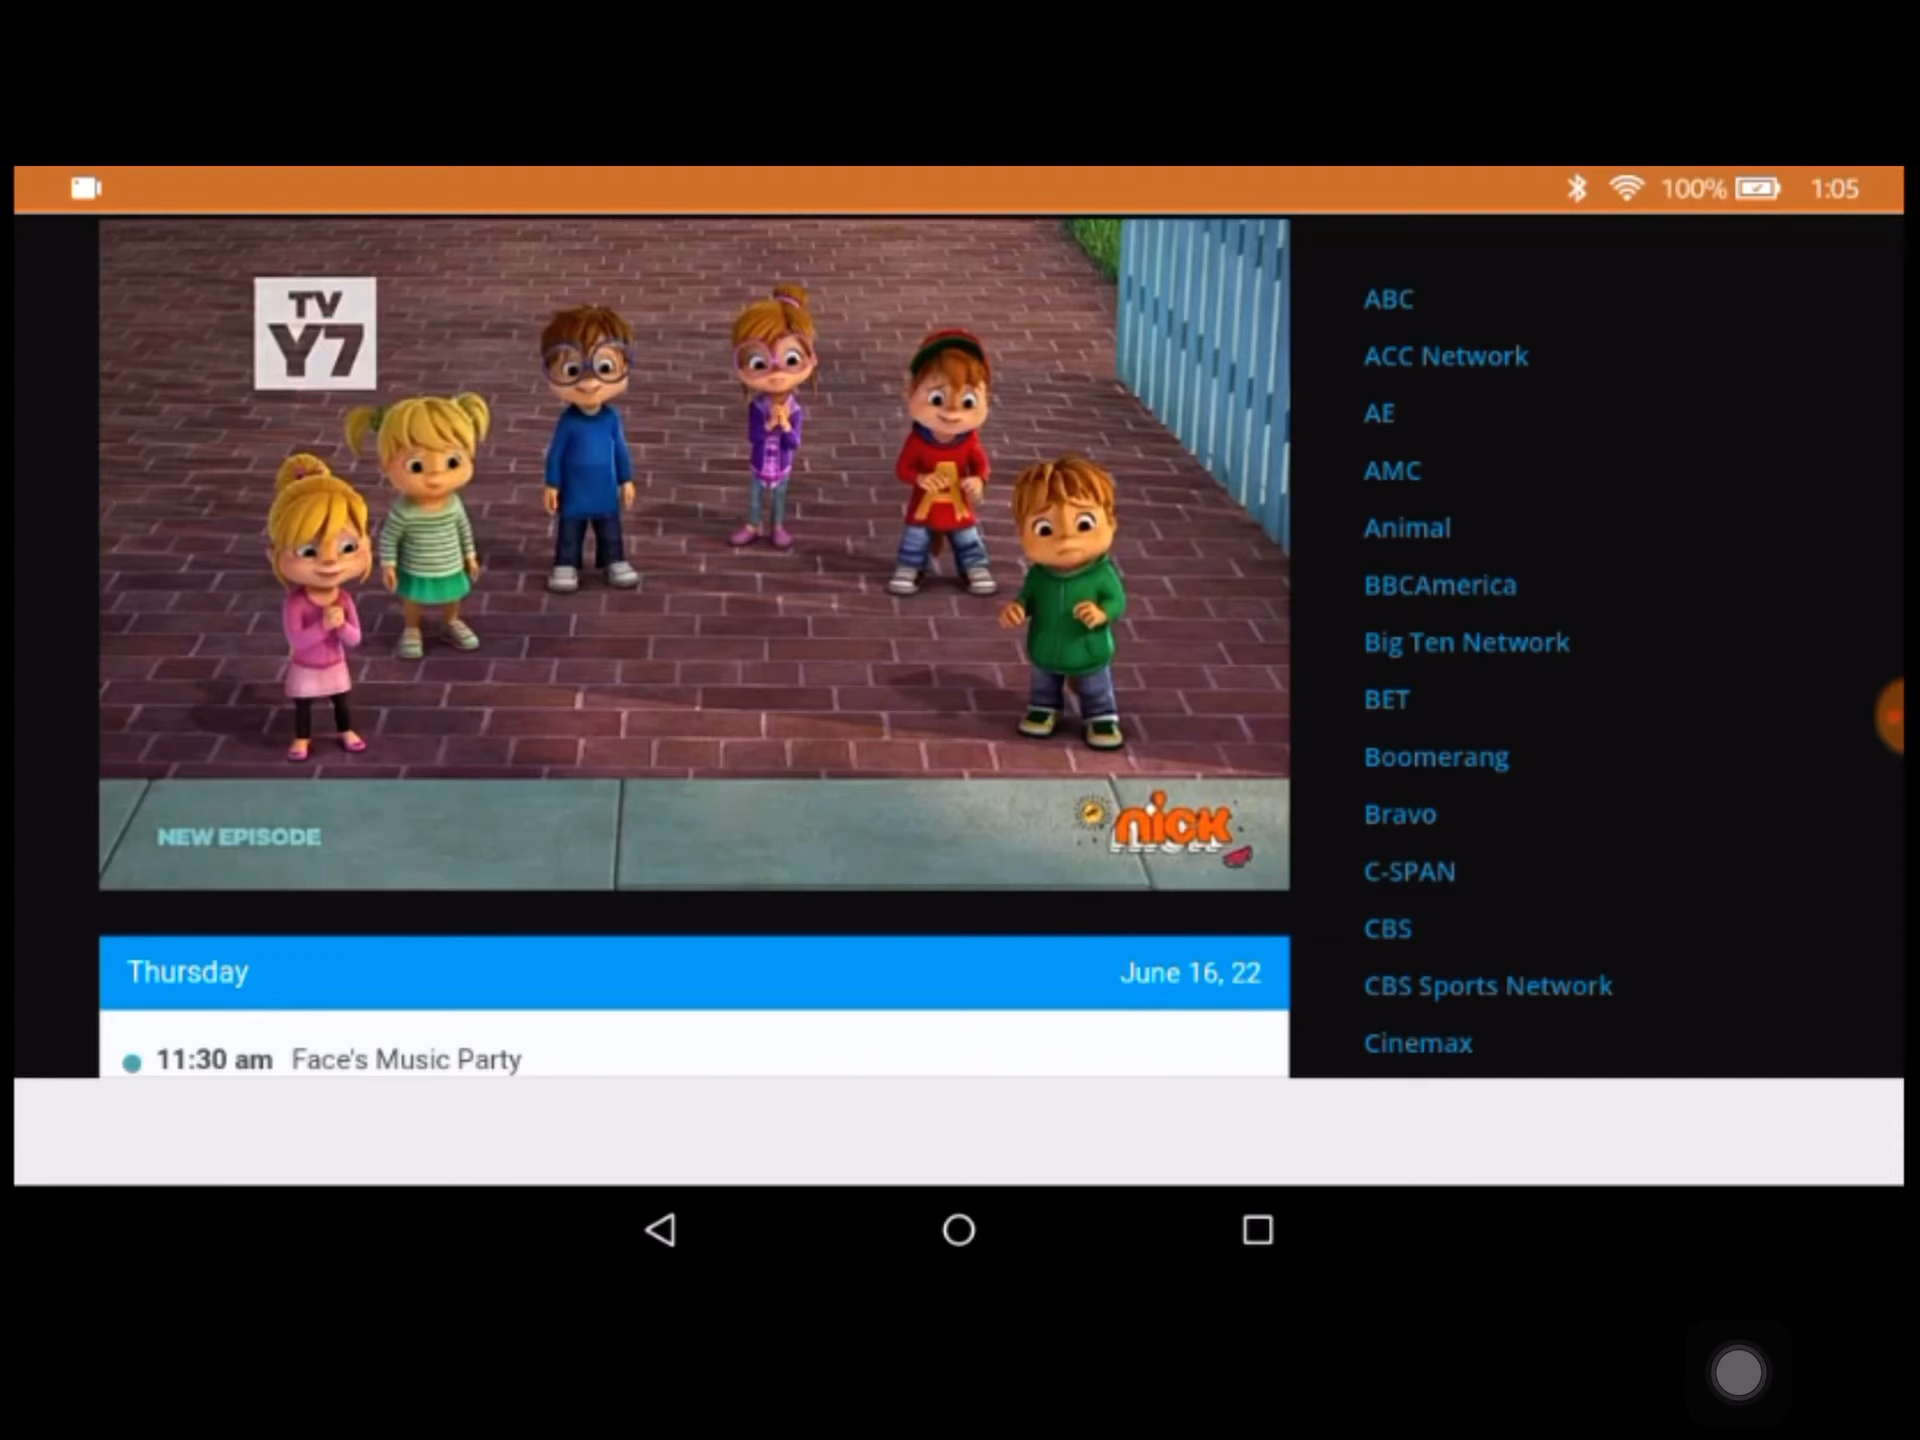 100% 1:05
TV
Y7
A
NEW EPISODE
nick
Thursday June 16, 22
11:30 am Face's Music Party
ABC
ACC Network
AE
AMC
Animal
BBCAmerica
Big Ten Network
BET
Boomerang
Bravo
C-SPAN
CBS
CBS Sports Network
Cinemax